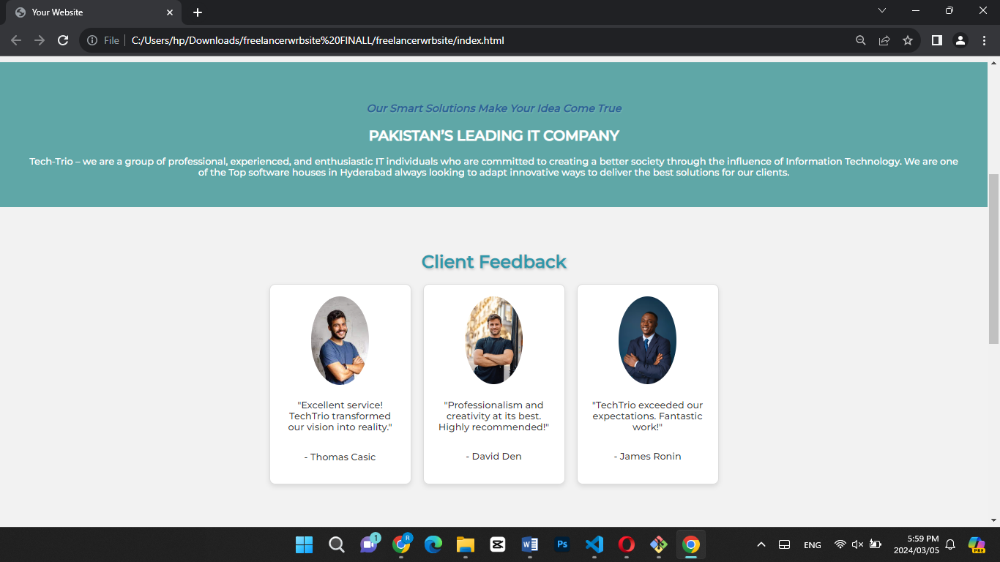 Your Website
File
C:/Users/hp/Downloads/freelancerwrbsite%20FINALL/freelancerwrbsite/index.html
Our Smart Solutions Make Your Idea Come True
PAKISTAN’S LEADING IT COMPANY
Tech-Trio – we are a group of professional, experienced, and enthusiastic IT individuals who are committed to creating a better society through the influence of Information Technology. We are one
of the Top software houses in Hyderabad always looking to adapt innovative ways to deliver the best solutions for our clients.
Client Feedback
"Excellent service!
TechTrio transformed
our vision into reality."
- Thomas Casic
"Professionalism and
creativity at its best.
Highly recommended!"
- David Den
"TechTrio exceeded our
expectations. Fantastic
work!"
- James Ronin
1
R
W
Ps
ENG
5:59 PM
2024/03/05
PRE